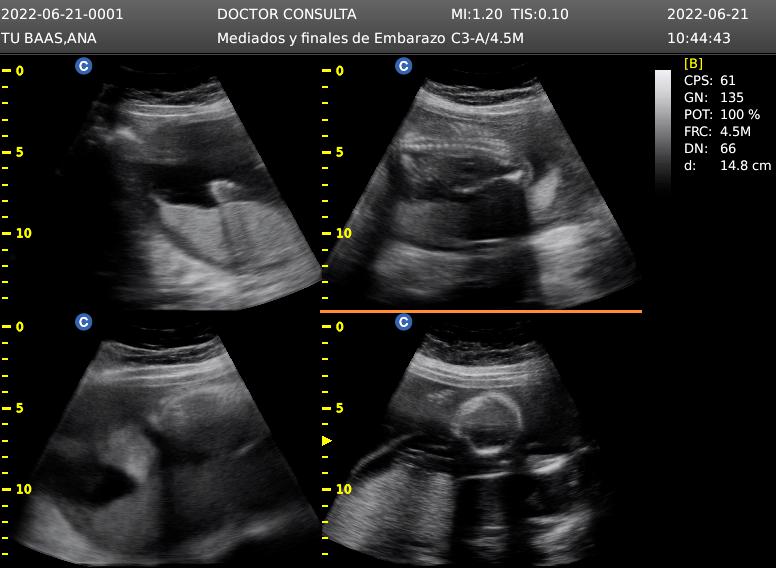 2022-06-21-0001 DOCTOR CONSULTA MI:1.20 TIS:0.10 2022-06-21
TU BAAS,ANA Mediados y finales de Embarazo C3-A/4.5M 10:44:43
C C [B]
0 0
CPS: 61
GN: 135
POT: 100 %
FRC: 4.5M
5 5
DN: 66
d: 14.8 cm
10 10
C C
0 0
5 5
10 10